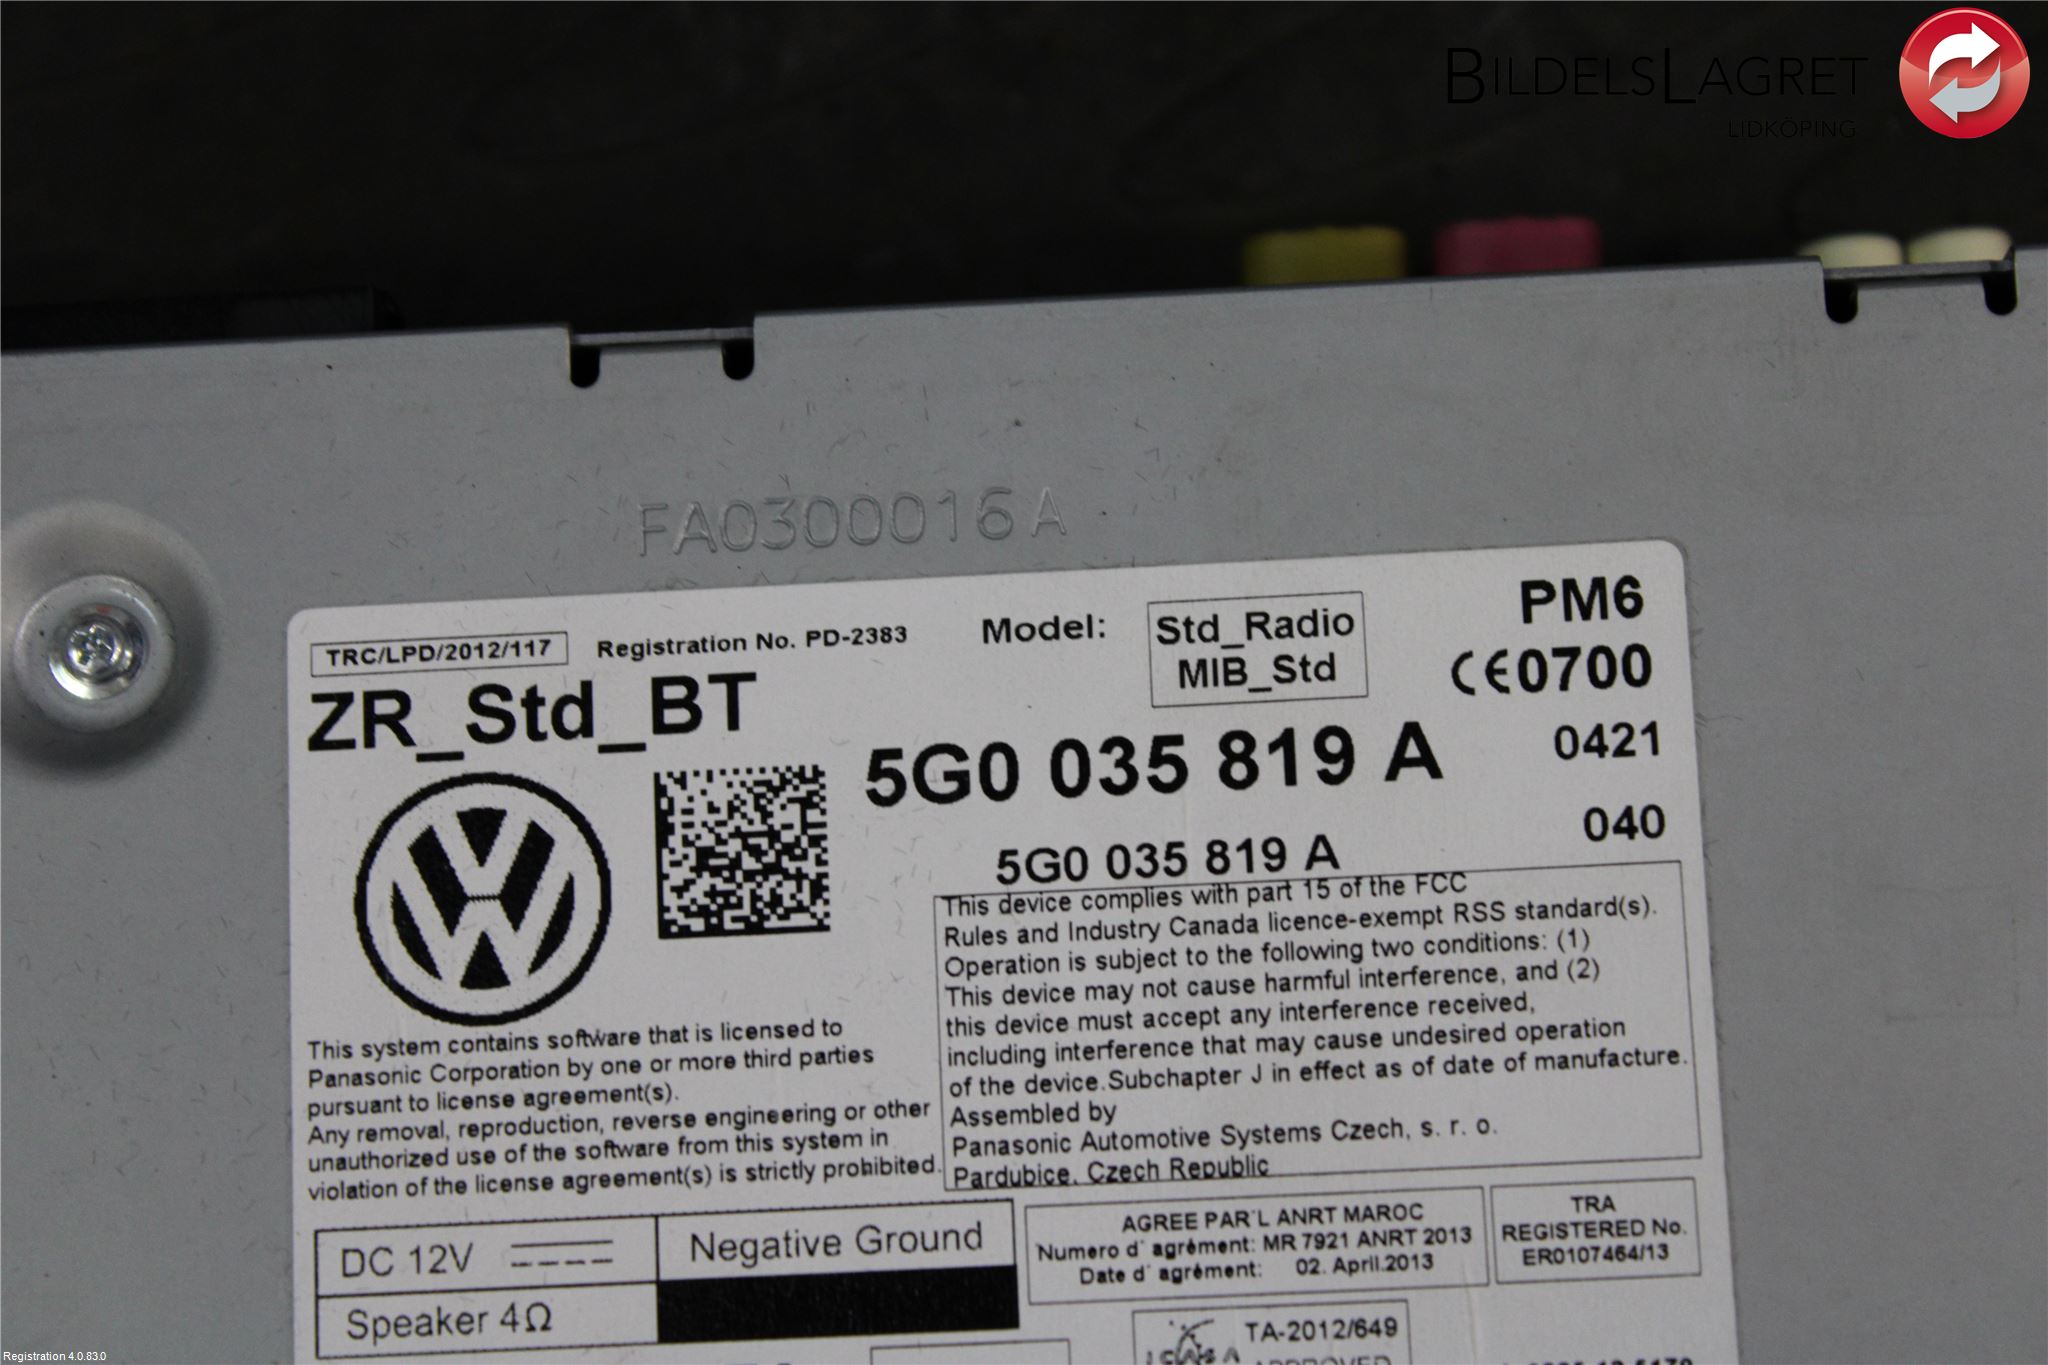 BILDELSLAGRET
LIDKÖPING
FA0300016A
TRC/LPD/2012/117
Registration No. PD-2383
Model:
Std_Radio
MIB_Std
PM6
CE0700
ZR_Std_BT
5G0 035 819 A
0421
5G0 035 819 A
040
This device complies with part 15 of the FCC
Rules and Industry Canada licence-exempt RSS standard(s).
Operation is subject to the following two conditions: (1)
This device may not cause harmful interference, and (2)
this device must accept any interference received,
including interference that may cause undesired operation
of the device.Subchapter J in effect as of date of manufacture.
Assembled by
Panasonic Automotive Systems Czech, s. r. o.
Pardubice, Czech Republic
This system contains software that is licensed to
Panasonic Corporation by one or more third parties
pursuant to license agreement(s).
Any removal, reproduction, reverse engineering or other
unauthorized use of the software from this system in
violation of the license agreement(s) is strictly prohibited.
DC 12V
Negative Ground
Speaker 4Ω
AGREE PAR'L ANRT MAROC
Numero d' agrément: MR 7921 ANRT 2013
Date d' agrément: 02. April.2013
TRA
REGISTERED No.
ER0107464/13
TA-2012/649
ICASA
APPROVED
Registration 4.0.83.0